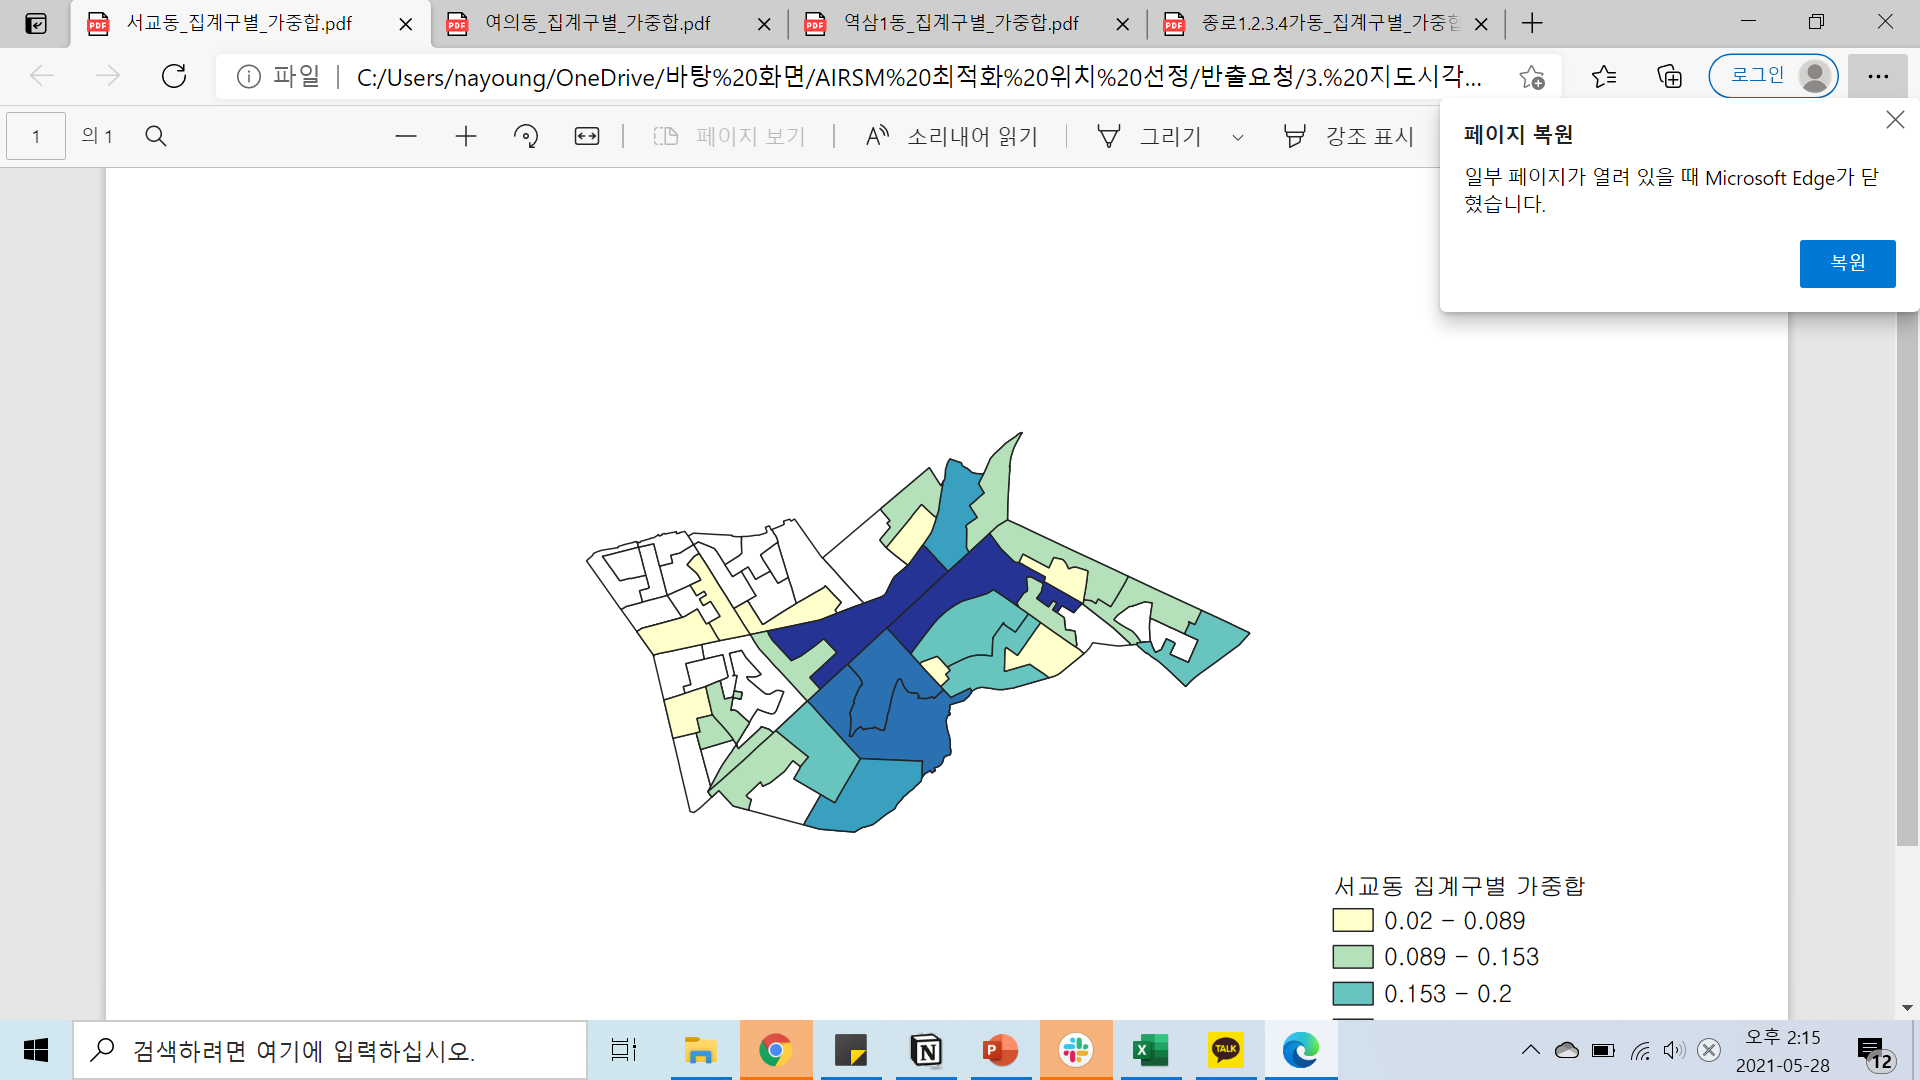 서교동_집계구별_가중합.pdf
여의동_집계구별_가중합.pdf
역삼1동_집계구별_가중합.pdf
종로1.2.3.4가동_집계구별_가중합
파일
C:/Users/nayoung/OneDrive/바탕%20화면/AIRSM%20최적화%20위치%20선정/반출요청/3.%20지도시각...
로그인
1
의 1
페이지 보기
소리내어 읽기
그리기
강조 표시
페이지 복원
일부 페이지가 열려 있을 때 Microsoft Edge가 닫
혔습니다.
복원
서교동 집계구별 가중합
0.02 - 0.089
0.089 - 0.153
0.153 - 0.2
검색하려면 여기에 입력하십시오.
TALK
오후 2:15
2021-05-28
12